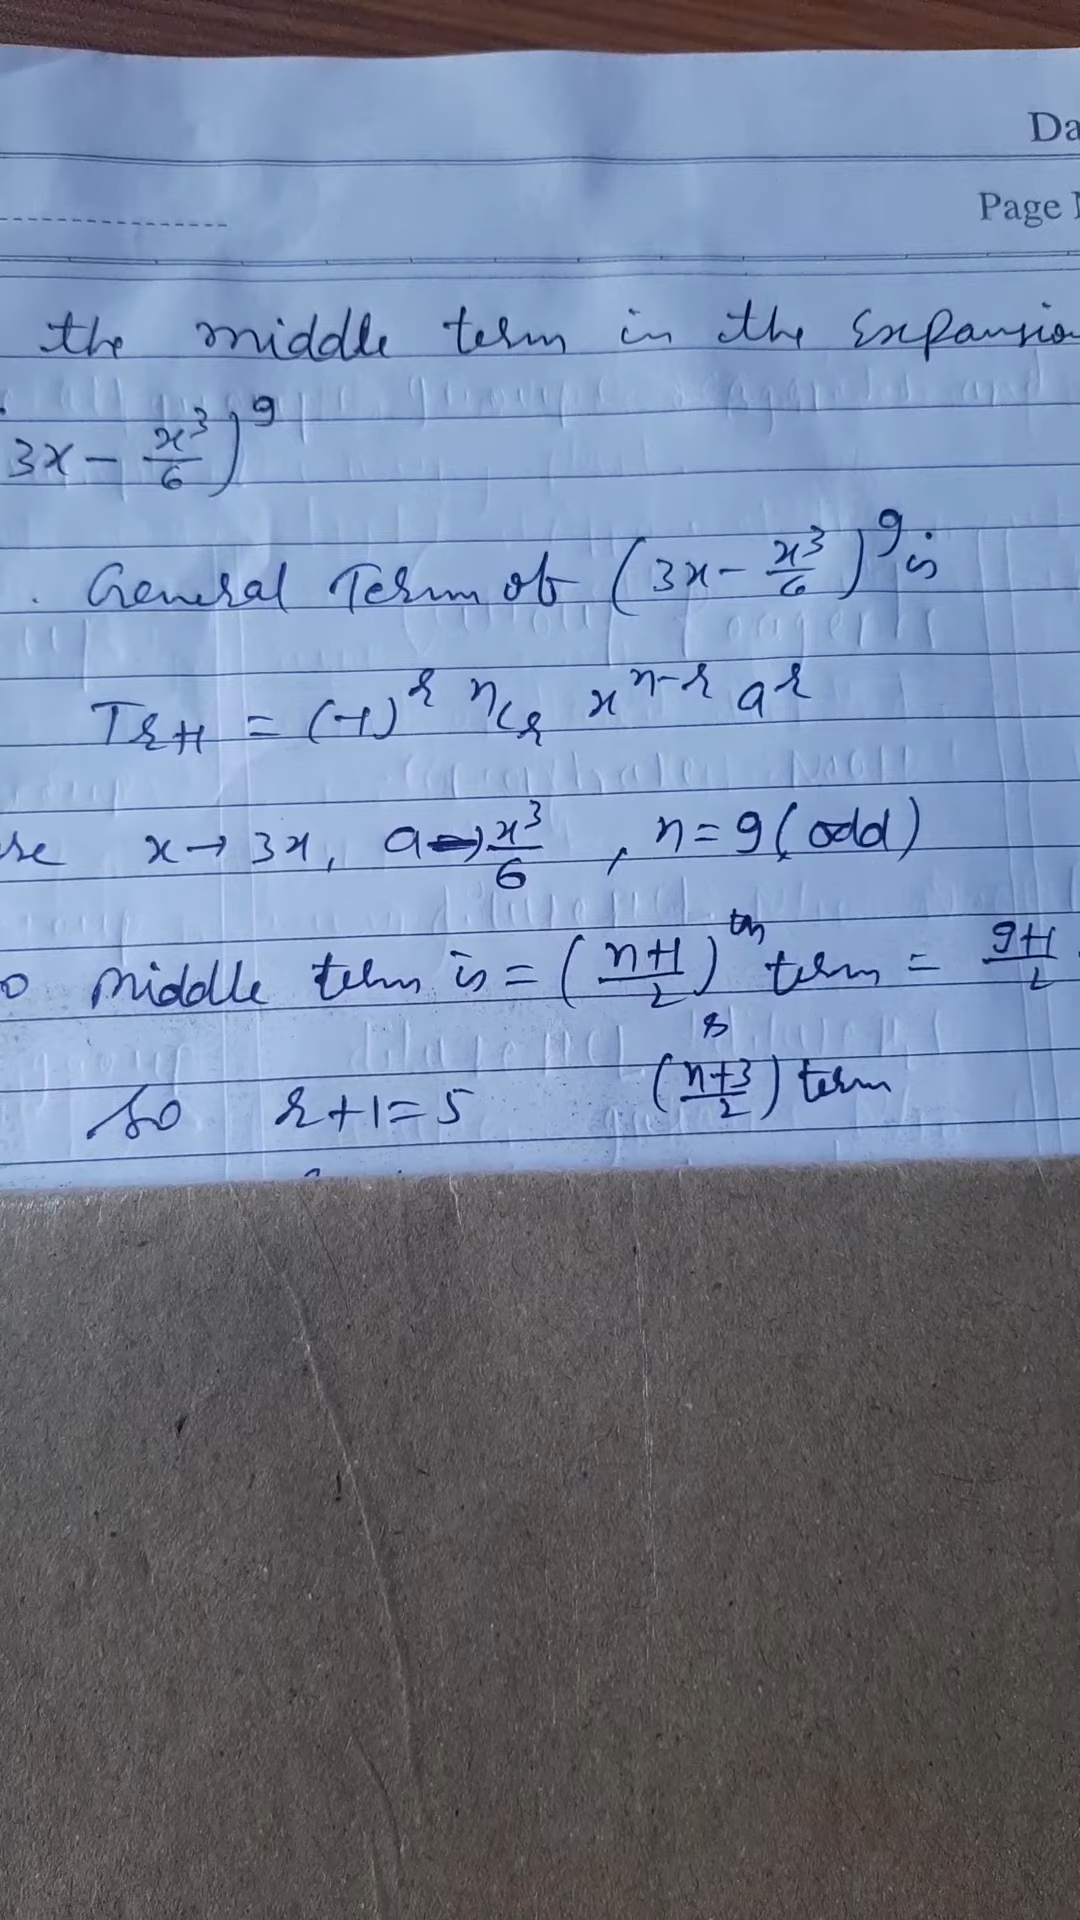 Da
Page
the middle term in the Expansio
3x - x³/6)⁹
. General Term of (3x - x³/6)⁹ is
Tr+1 = (-1)^r nCr x^n-r a^r
re x → 3x, a → x³/6, n = 9 (odd)
o middle term is = (n+1/2)th term = 9+1/2
&
(n+3/2) term
So r+1=5